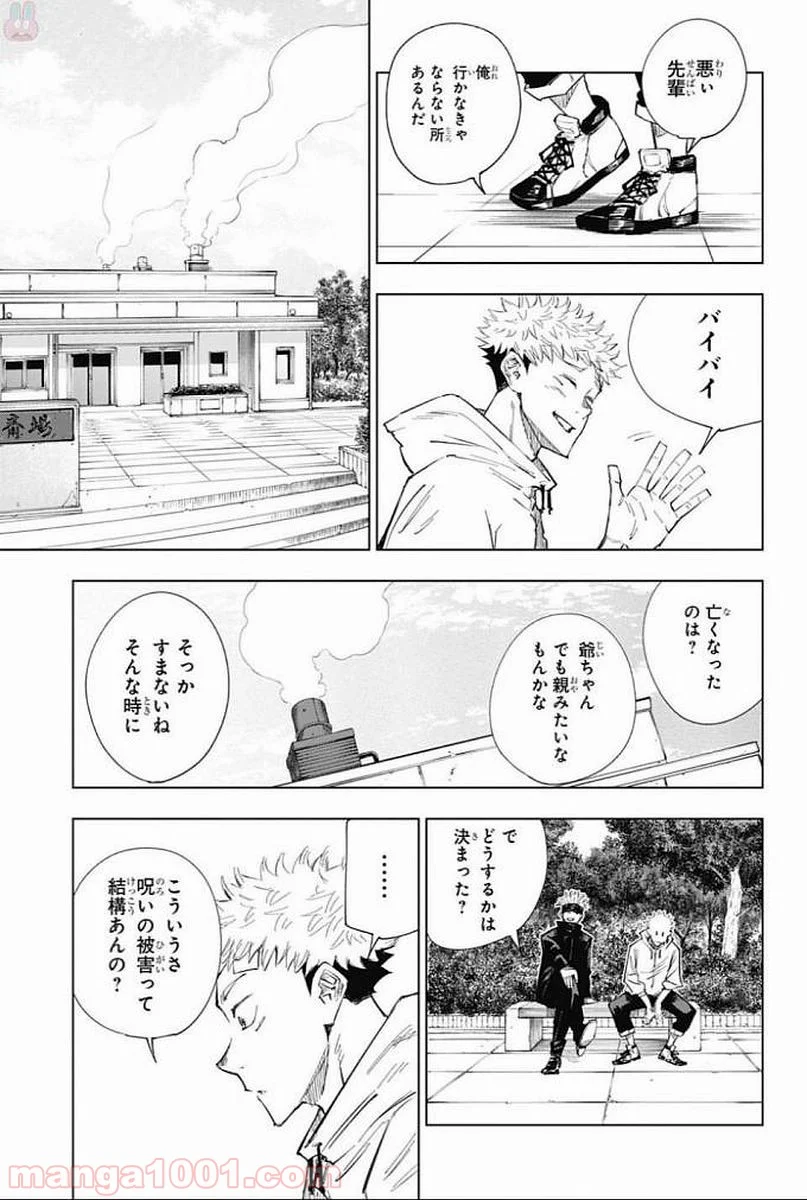 悪い
先輩
俺
行かなきゃ
ならない所
あるんだ
バイバイ
斎場
亡くなった
のは?
爺ちゃん
でも親みたいな
もんかな
そっか
すまないね
そんな時に
で
どうするかは
決まった?
……
こういうさ
呪いの被害って
結構あんの?
manga1001.com